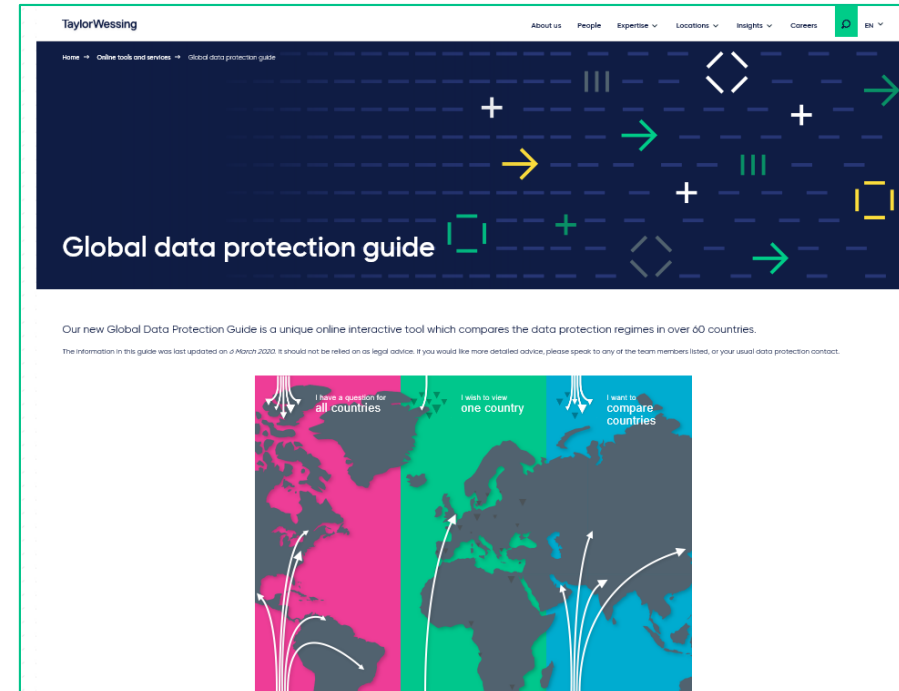 TaylorWessing
About us People Expertise Locations Insights Careers EN
Home → Online tools and services → Global data protection guide
Global data protection guide
Our new Global Data Protection Guide is a unique online interactive tool which compares the data protection regimes in over 60 countries.
The information in this guide was last updated on 6 March 2020. It should not be relied on as legal advice. If you would like more detailed advice, please speak to any of the team members listed, or your usual data protection contact.
I have a question for
all countries
I wish to view
one country
I want to
compare
countries